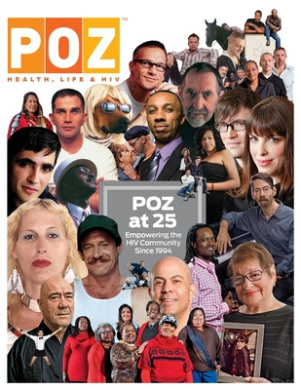 POZ
HEALTH, LIFE & HIV
POZ
at 25
Empowering the
HIV Community
Since 1994